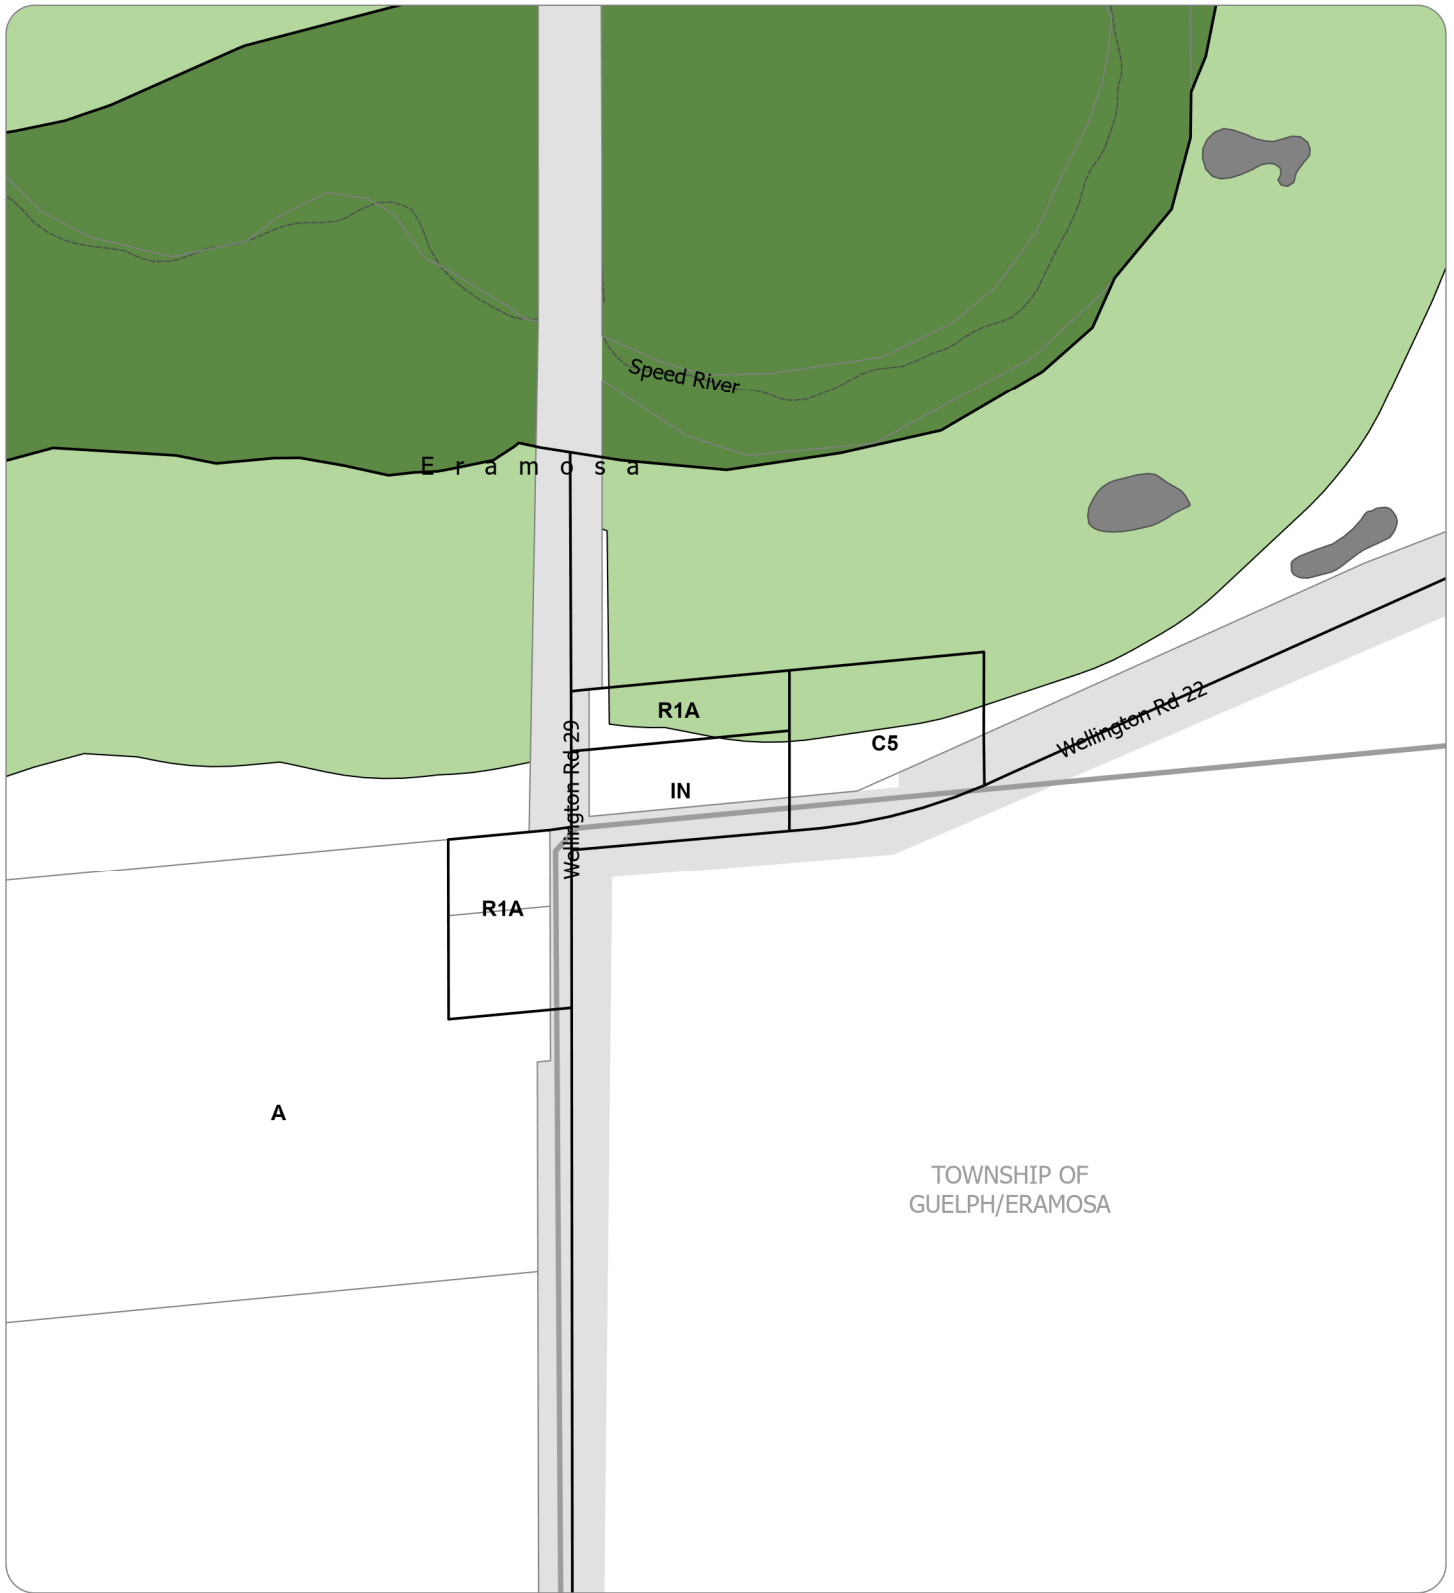 Speed River
E r a m o s a
R1A
C5
Wellington Rd 22
Wellington Rd 29
IN
R1A
A
TOWNSHIP OF
GUELPH/ERAMOSA